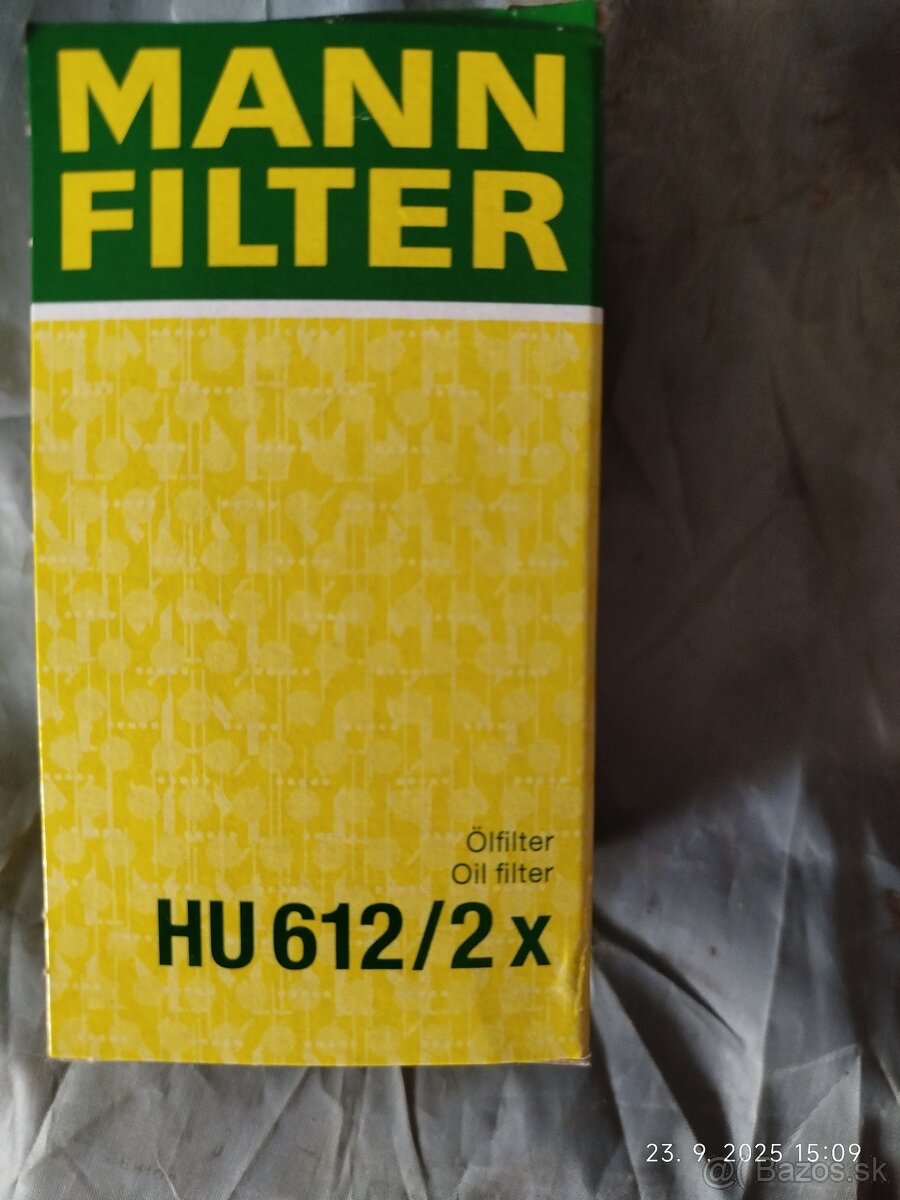 MANN
FILTER
Ölfilter
Oil filter
HU 612/2 x
23. 9. 2025 15:09
@ Bazos.sk